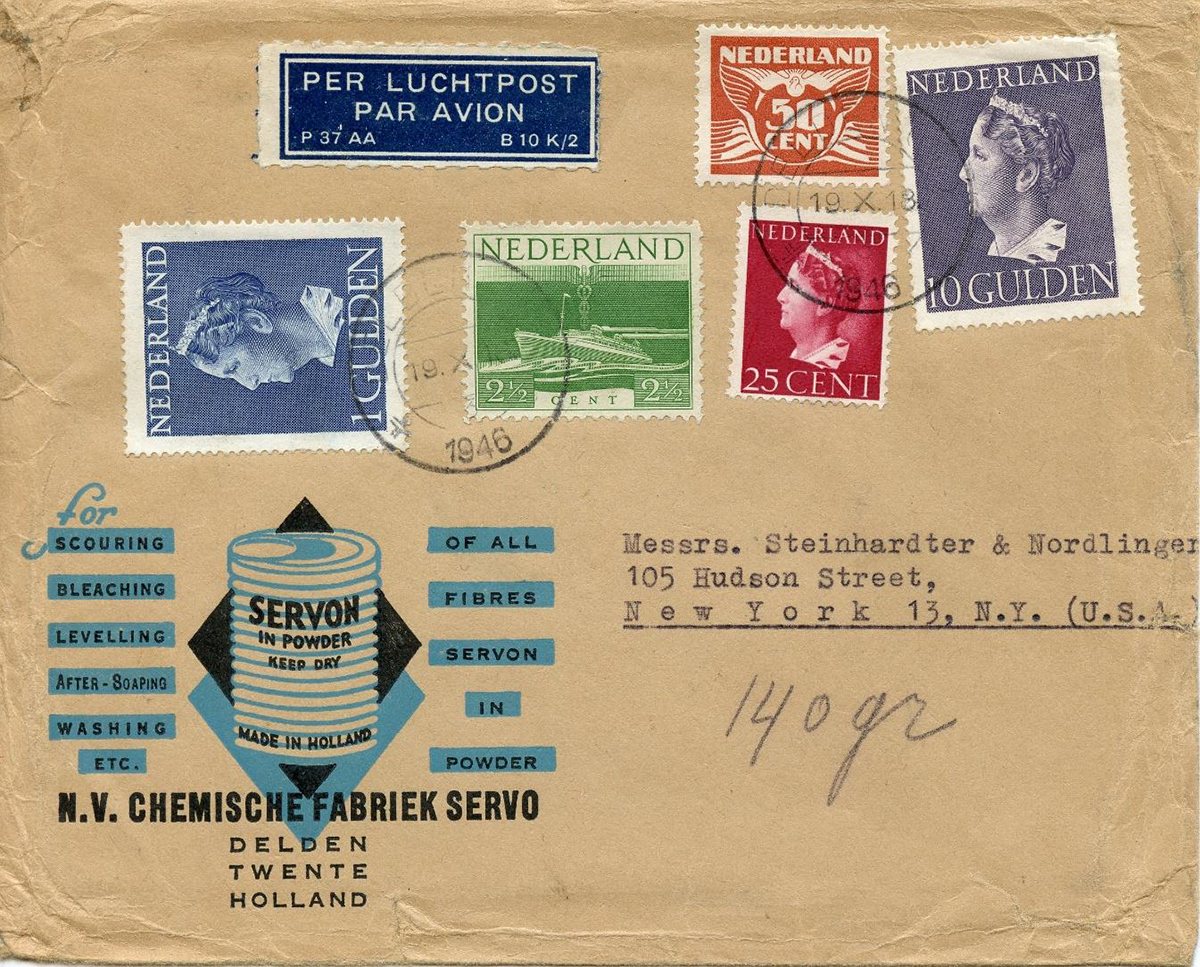 PER LUCHTPOST
PAR AVION
P 37 AA B 10 K/2
NEDERLAND
50
CENT
NEDERLAND
10 GULDEN
NEDERLAND
1 GULDEN
NEDERLAND
2½ 2½
CENT
NEDERLAND
25 CENT
19.X.18
1946
19.X
1946
for
SCOURING
BLEACHING
LEVELLING
AFTER-SOAPING
WASHING
ETC.
SERVON
IN POWDER
KEEP DRY
MADE IN HOLLAND
OF ALL
FIBRES
SERVON
IN
POWDER
N.V. CHEMISCHE FABRIEK SERVO
DELDEN
TWENTE
HOLLAND
Messrs. Steinhardter & Nordlinger
105 Hudson Street,
New York 13, N.Y. (U.S.A.)
140 gr